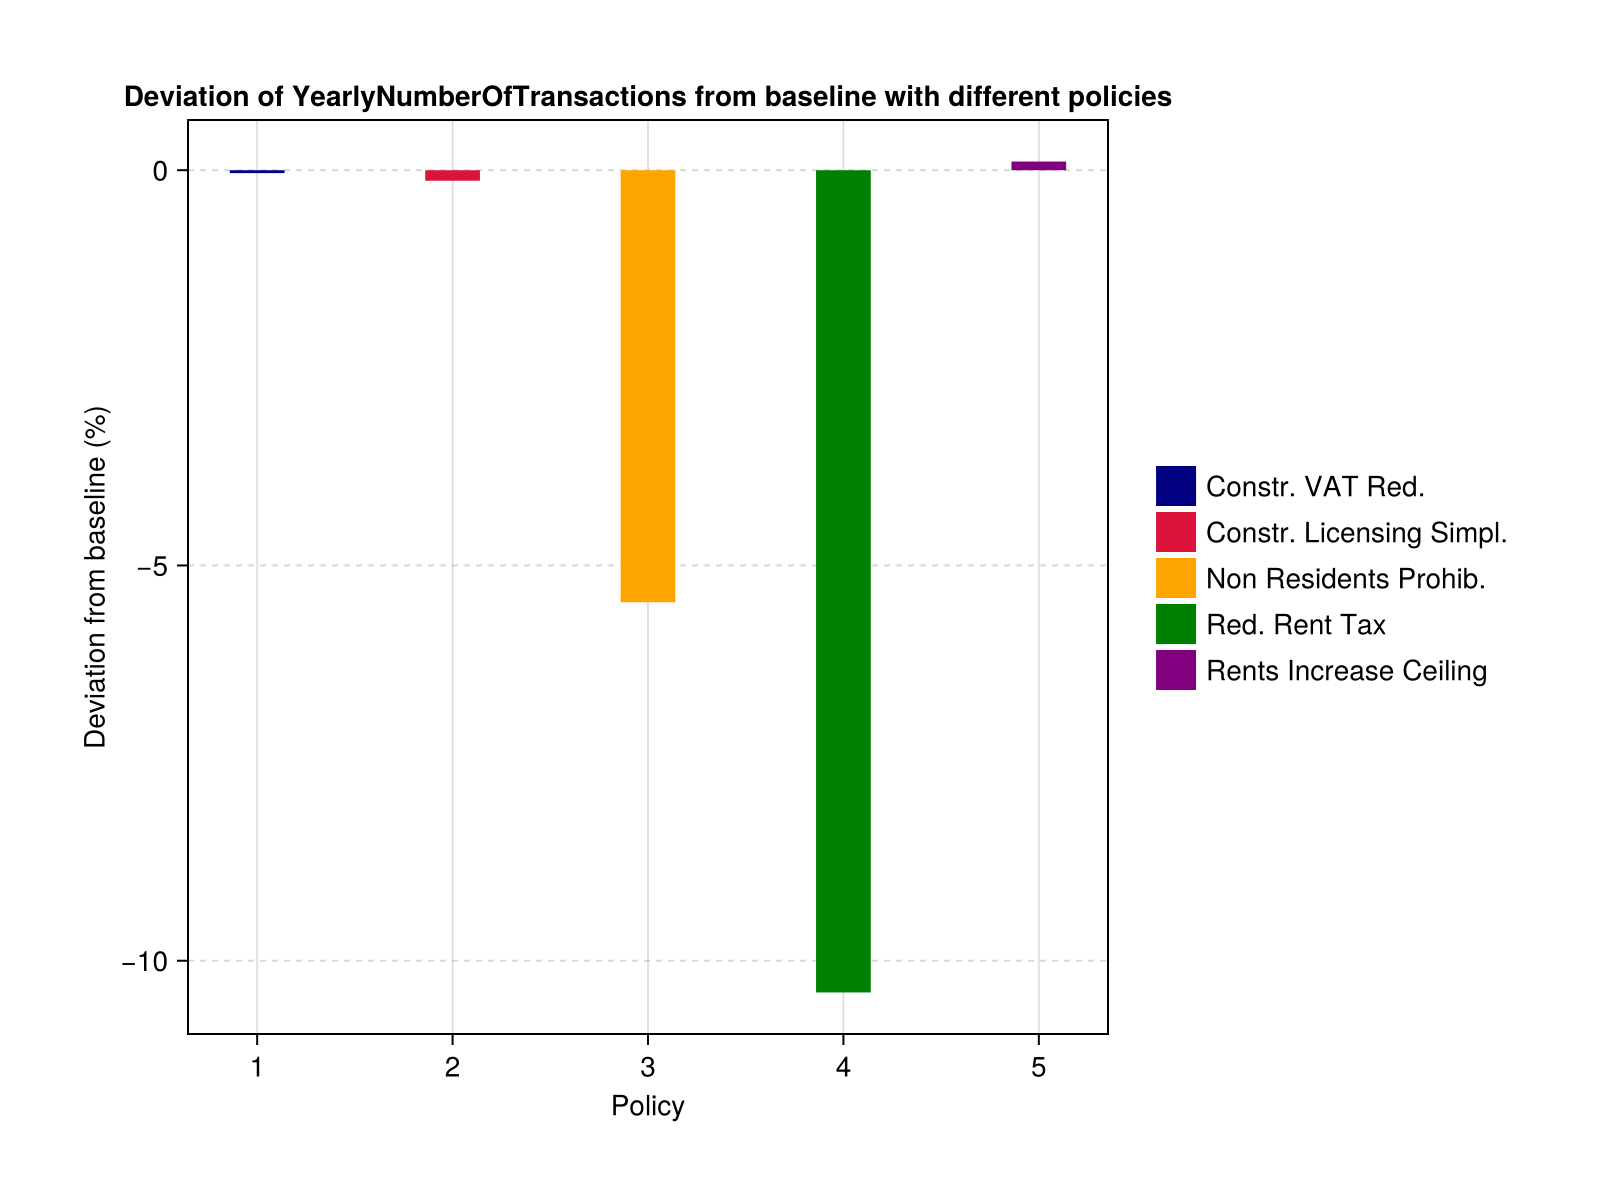 Deviation of YearlyNumberOfTransactions from baseline with different policies
Deviation from baseline (%)
0
−5
−10
1 2 3 4 5
Policy
Constr. VAT Red.
Constr. Licensing Simpl.
Non Residents Prohib.
Red. Rent Tax
Rents Increase Ceiling